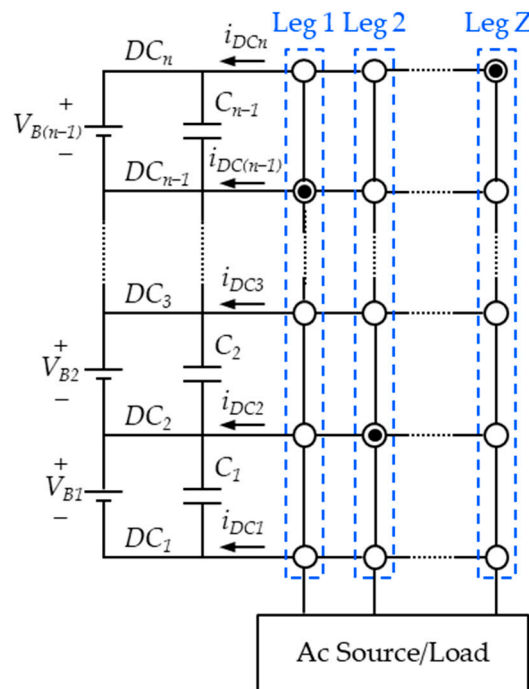 Leg 1 Leg 2 Leg Z
DCn iDCn
+
VB(n−1) Cn−1
−
iDC(n−1)
DCn−1
DC3 iDC3
+
VB2 C2
−
DC2 iDC2
+
VB1 C1
−
DC1 iDC1
Ac Source/Load